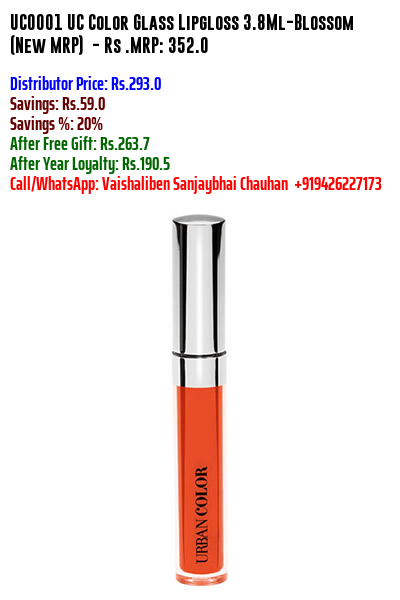 UC0001 UC Color Glass Lipgloss 3.8Ml-Blossom
(New MRP) - Rs .MRP: 352.0
Distributor Price: Rs.293.0
Savings: Rs.59.0
Savings %: 20%
After Free Gift: Rs.263.7
After Year Loyalty: Rs.190.5
Call/WhatsApp: Vaishaliben Sanjaybhai Chauhan +919426227173
URBAN COLOR